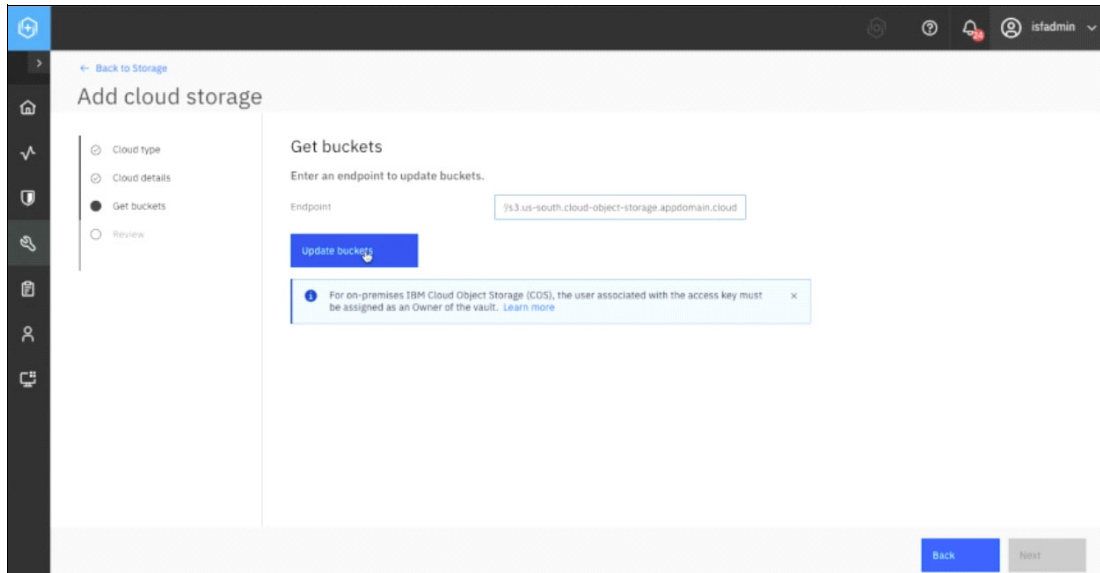 24
isfadmin
← Back to Storage
Add cloud storage
Cloud type
Cloud details
Get buckets
Review
Get buckets
Enter an endpoint to update buckets.
Endpoint
s3.us-south.cloud-object-storage.appdomain.cloud
Update buckets
For on-premises IBM Cloud Object Storage (COS), the user associated with the access key must
be assigned as an Owner of the vault. Learn more
Back
Next